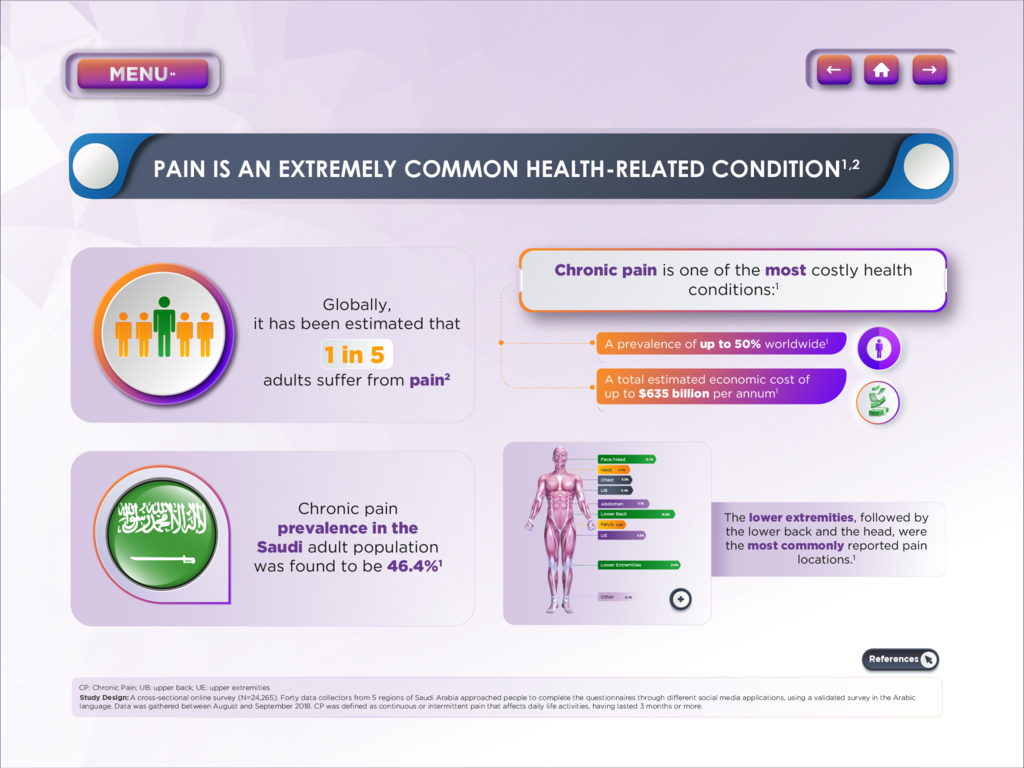 MENU
PAIN IS AN EXTREMELY COMMON HEALTH-RELATED CONDITION1,2
Globally,
it has been estimated that
1 in 5
adults suffer from pain2
Chronic pain is one of the most costly health
conditions:1
A prevalence of up to 50% worldwide1
A total estimated economic cost of
up to $635 billion per annum1
Chronic pain
prevalence in the
Saudi adult population
was found to be 46.4%1
Face/Head
Neck
Chest
UB
Abdomen
Lower Back
Pelvic
UE
Lower Extremities
Other
The lower extremities, followed by
the lower back and the head, were
the most commonly reported pain
locations.1
References
CP: Chronic Pain; UB: upper back; UE: upper extremities
Study Design: A cross-sectional online survey (N=24,265). Forty data collectors from 5 regions of Saudi Arabia approached people to complete the questionnaires through different social media applications, using a validated survey in the Arabic
language. Data was gathered between August and September 2018. CP was defined as continuous or intermittent pain that affects daily life activities, having lasted 3 months or more.